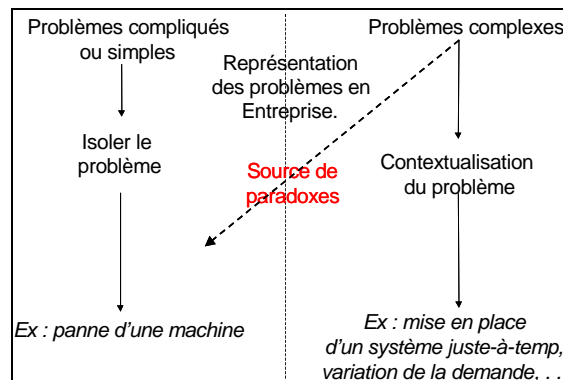 Problèmes compliqués
ou simples
Problèmes complexes
Représentation
des problèmes en
Entreprise.
Isoler le
problème
Source de
paradoxes
Contextualisation
du problème
Ex : panne d'une machine
Ex : mise en place
d'un système juste-à-temp,
variation de la demande. . .